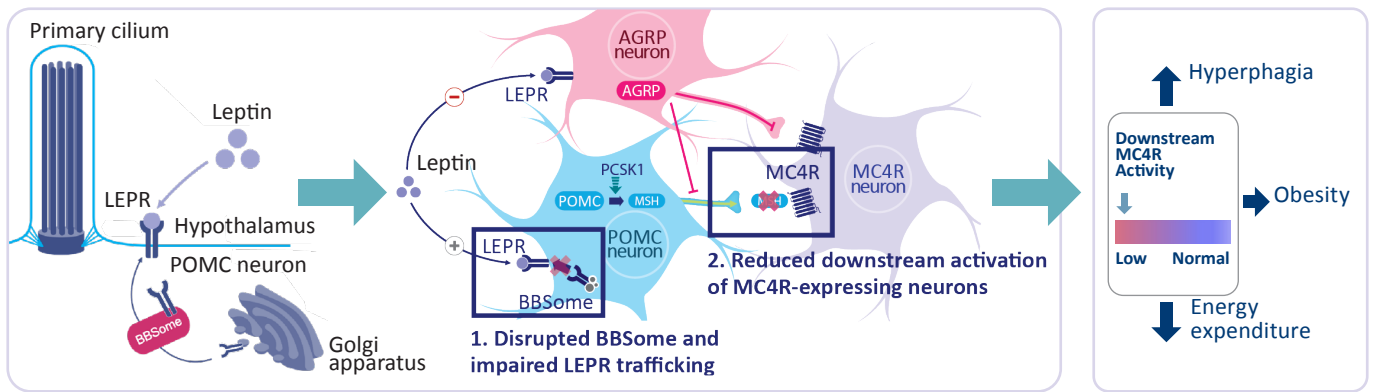 Primary cilium
Leptin
LEPR
Hypothalamus
POMC neuron
BBSome
Golgi
apparatus
AGRP
neuron
LEPR
AGRP
Leptin
PCSK1
POMC
MSH
POMC
neuron
LEPR
BBSome
MC4R
MSH
MC4R
neuron
1. Disrupted BBSome and
impaired LEPR trafficking
2. Reduced downstream activation
of MC4R-expressing neurons
Hyperphagia
Downstream
MC4R
Activity
Low Normal
Obesity
Energy
expenditure